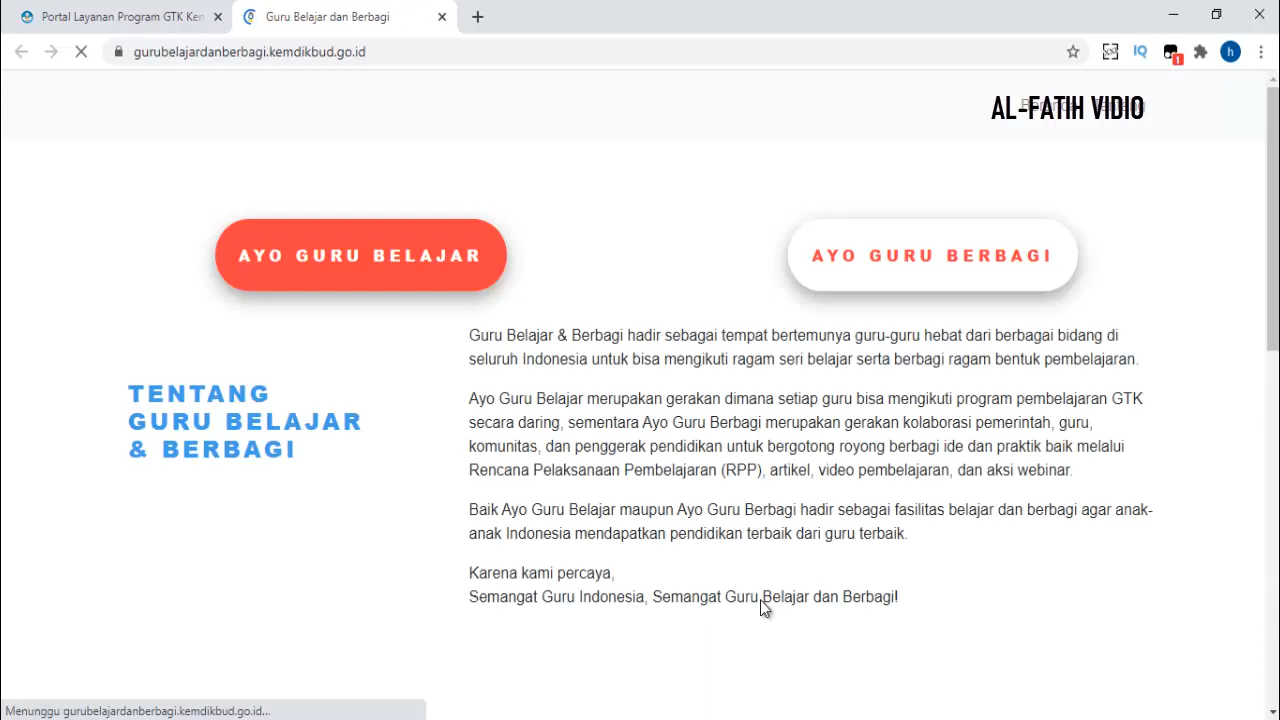 Portal Layanan Program GTK Ken
Guru Belajar dan Berbagi
gurubelajardanberbagi.kemdikbud.go.id
IQ
1
h
AL-FATIH VIDIO
AYO GURU BELAJAR
AYO GURU BERBAGI
TENTANG
GURU BELAJAR
& BERBAGI
Guru Belajar & Berbagi hadir sebagai tempat bertemunya guru-guru hebat dari berbagai bidang di
seluruh Indonesia untuk bisa mengikuti ragam seri belajar serta berbagi ragam bentuk pembelajaran.
Ayo Guru Belajar merupakan gerakan dimana setiap guru bisa mengikuti program pembelajaran GTK
secara daring, sementara Ayo Guru Berbagi merupakan gerakan kolaborasi pemerintah, guru,
komunitas, dan penggerak pendidikan untuk bergotong royong berbagi ide dan praktik baik melalui
Rencana Pelaksanaan Pembelajaran (RPP), artikel, video pembelajaran, dan aksi webinar.
Baik Ayo Guru Belajar maupun Ayo Guru Berbagi hadir sebagai fasilitas belajar dan berbagi agar anak-
anak Indonesia mendapatkan pendidikan terbaik dari guru terbaik.
Karena kami percaya,
Semangat Guru Indonesia, Semangat Guru Belajar dan Berbagi!
Menunggu gurubelajardanberbagi.kemdikbud.go.id...